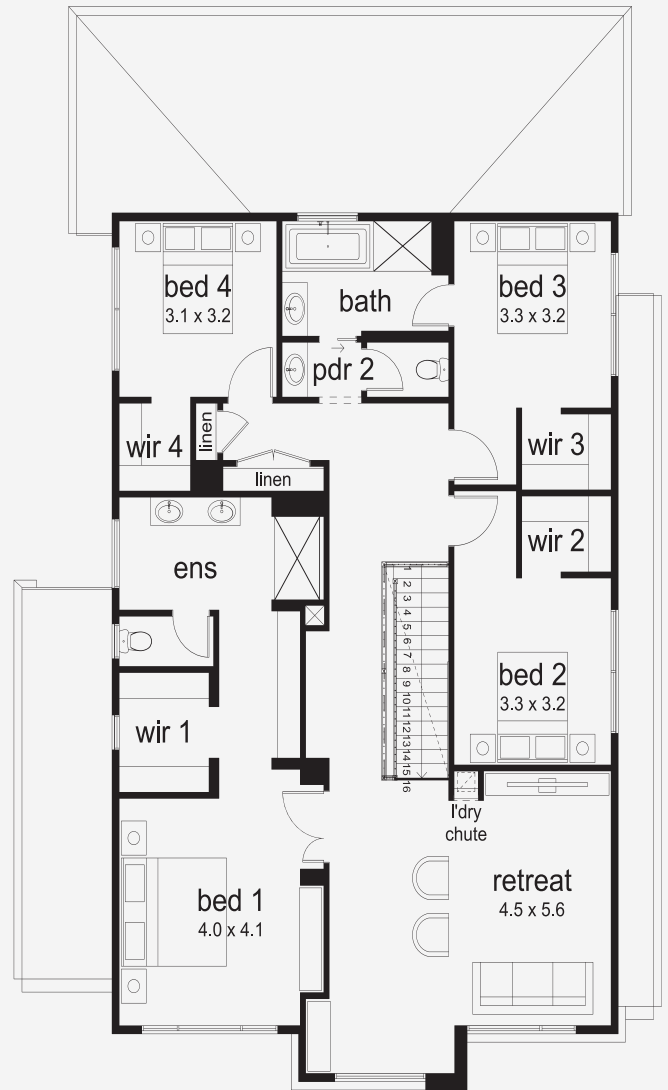 bed 4
3.1 x 3.2
bath
bed 3
3.3 x 3.2
pdr 2
wir 4
linen
linen
wir 3
wir 2
ens
1
2
3
4
5
6
7
8
9
10
11
12
13
14
15
16
bed 2
3.3 x 3.2
wir 1
l'dry
chute
bed 1
4.0 x 4.1
retreat
4.5 x 5.6